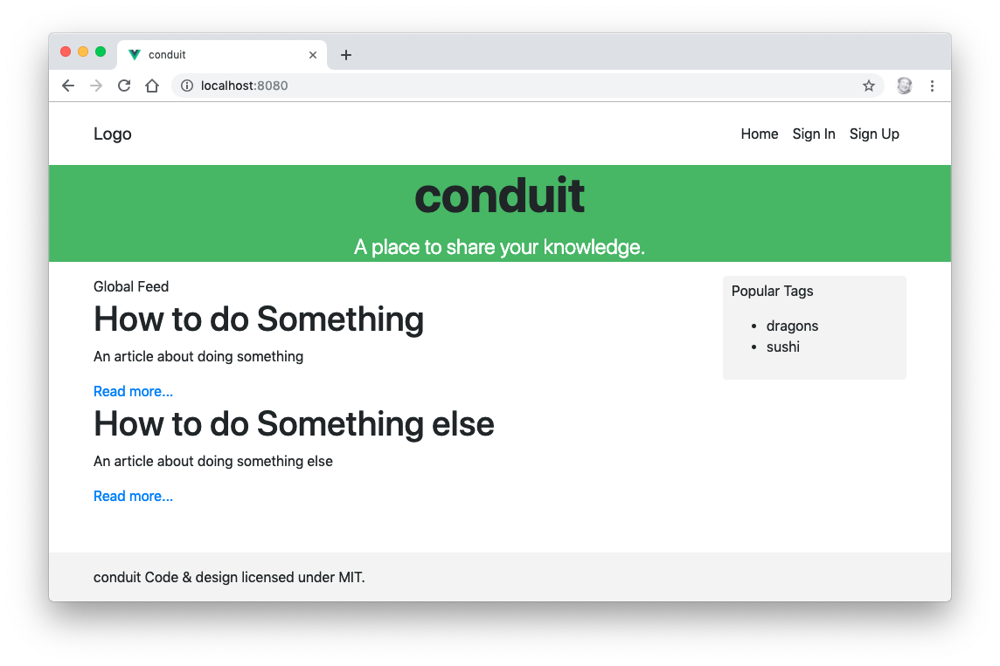 conduit
localhost:8080
Logo
Home Sign In Sign Up
conduit
A place to share your knowledge.
Global Feed
How to do Something
An article about doing something
Read more...
How to do Something else
An article about doing something else
Read more...
Popular Tags
dragons
sushi
conduit Code & design licensed under MIT.